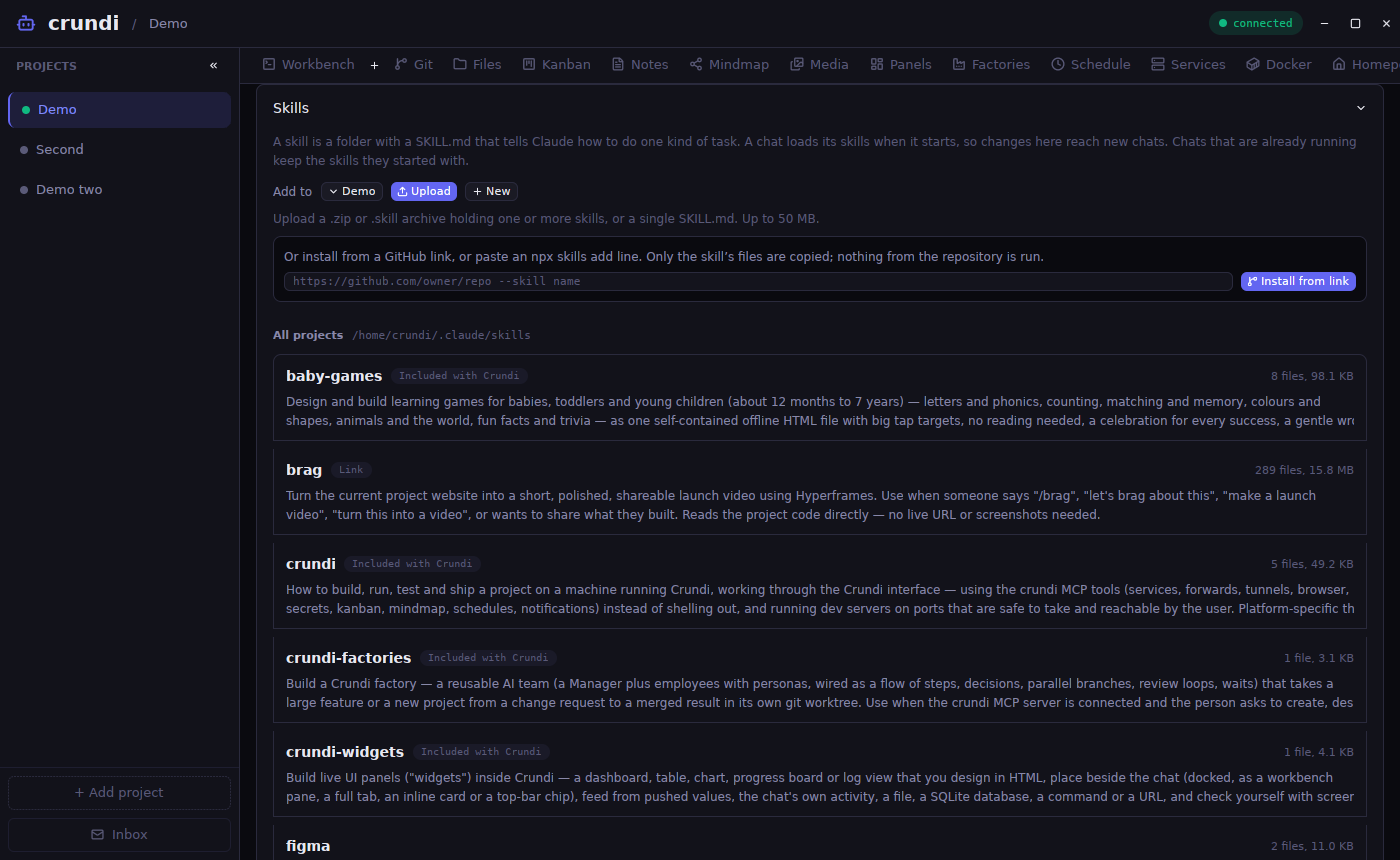 crundi / Demo
connected
PROJECTS «
Workbench + Git Files Kanban Notes Mindmap Media Panels Factories Schedule Services Docker
Demo
Second
Demo two
+ Add project
Inbox
Skills
A skill is a folder with a SKILL.md that tells Claude how to do one kind of task. A chat loads its skills when it starts, so changes here reach new chats. Chats that are already running
keep the skills they started with.
Add to Demo Upload + New
Upload a .zip or .skill archive holding one or more skills, or a single SKILL.md. Up to 50 MB.
Or install from a GitHub link, or paste an npx skills add line. Only the skill’s files are copied; nothing from the repository is run.
https://github.com/owner/repo --skill name Install from link
All projects /home/crundi/.claude/skills
baby-games Included with Crundi 8 files, 98.1 KB
Design and build learning games for babies, toddlers and young children (about 12 months to 7 years) — letters and phonics, counting, matching and memory, colours and
shapes, animals and the world, fun facts and trivia — as one self-contained offline HTML file with big tap targets, no reading needed, a celebration for every success, a gentle
brag Link 289 files, 15.8 MB
Turn the current project website into a short, polished, shareable launch video using Hyperframes. Use when someone says "/brag", "let's brag about this", "make a launch
video", "turn this into a video", or wants to share what they built. Reads the project code directly — no live URL or screenshots needed.
crundi Included with Crundi 5 files, 49.2 KB
How to build, run, test and ship a project on a machine running Crundi, working through the Crundi interface — using the crundi MCP tools (services, forwards, tunnels, browser,
secrets, kanban, mindmap, schedules, notifications) instead of shelling out, and running dev servers on ports that are safe to take and reachable by the user. Platform-specific
crundi-factories Included with Crundi 1 file, 3.1 KB
Build a Crundi factory — a reusable AI team (a Manager plus employees with personas, wired as a flow of steps, decisions, parallel branches, review loops, waits) that takes a
large feature or a new project from a change request to a merged result in its own git worktree. Use when the crundi MCP server is connected and the person asks to create,
crundi-widgets Included with Crundi 1 file, 4.1 KB
Build live UI panels ("widgets") inside Crundi — a dashboard, table, chart, progress board or log view that you design in HTML, place beside the chat (docked, as a workbench
pane, a full tab, an inline card or a top-bar chip), feed from pushed values, the chat's own activity, a file, a SQLite database, a command or a URL, and check yourself with
figma 2 files, 11.0 KB